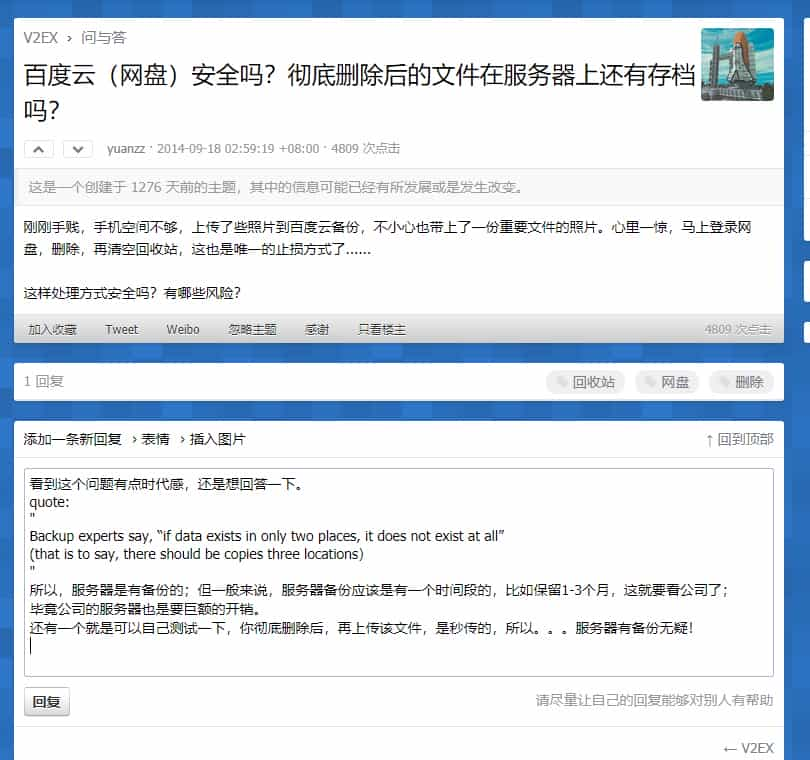 V2EX › 问与答
百度云（网盘）安全吗？彻底删除后的文件在服务器上还有存档
吗？
yuanzz · 2014-09-18 02:59:19 +08:00 · 4809 次点击
这是一个创建于 1276 天前的主题，其中的信息可能已经有所发展或是发生改变。
刚刚手贱，手机空间不够，上传了些照片到百度云备份，不小心也带上了一份重要文件的照片。心里一惊，马上登录网
盘，删除，再清空回收站，这也是唯一的止损方式了......
这样处理方式安全吗？有哪些风险？
加入收藏 Tweet Weibo 忽略主题 感谢 只看楼主 4809 次点击
1 回复 回收站 网盘 删除
添加一条新回复 › 表情 › 插入图片 ↑ 回到顶部
看到这个问题有点时代感，还是想回答一下。
quote:
"
Backup experts say, “if data exists in only two places, it does not exist at all”
(that is to say, there should be copies three locations)
"
所以，服务器是有备份的；但一般来说，服务器备份应该是有一个时间段的，比如保留1-3个月，这就要看公司了；
毕竟公司的服务器也是要巨额的开销。
还有一个就是可以自己测试一下，你彻底删除后，再上传该文件，是秒传的，所以。。。服务器有备份无疑！
回复 请尽量让自己的回复能够对别人有帮助
← V2EX